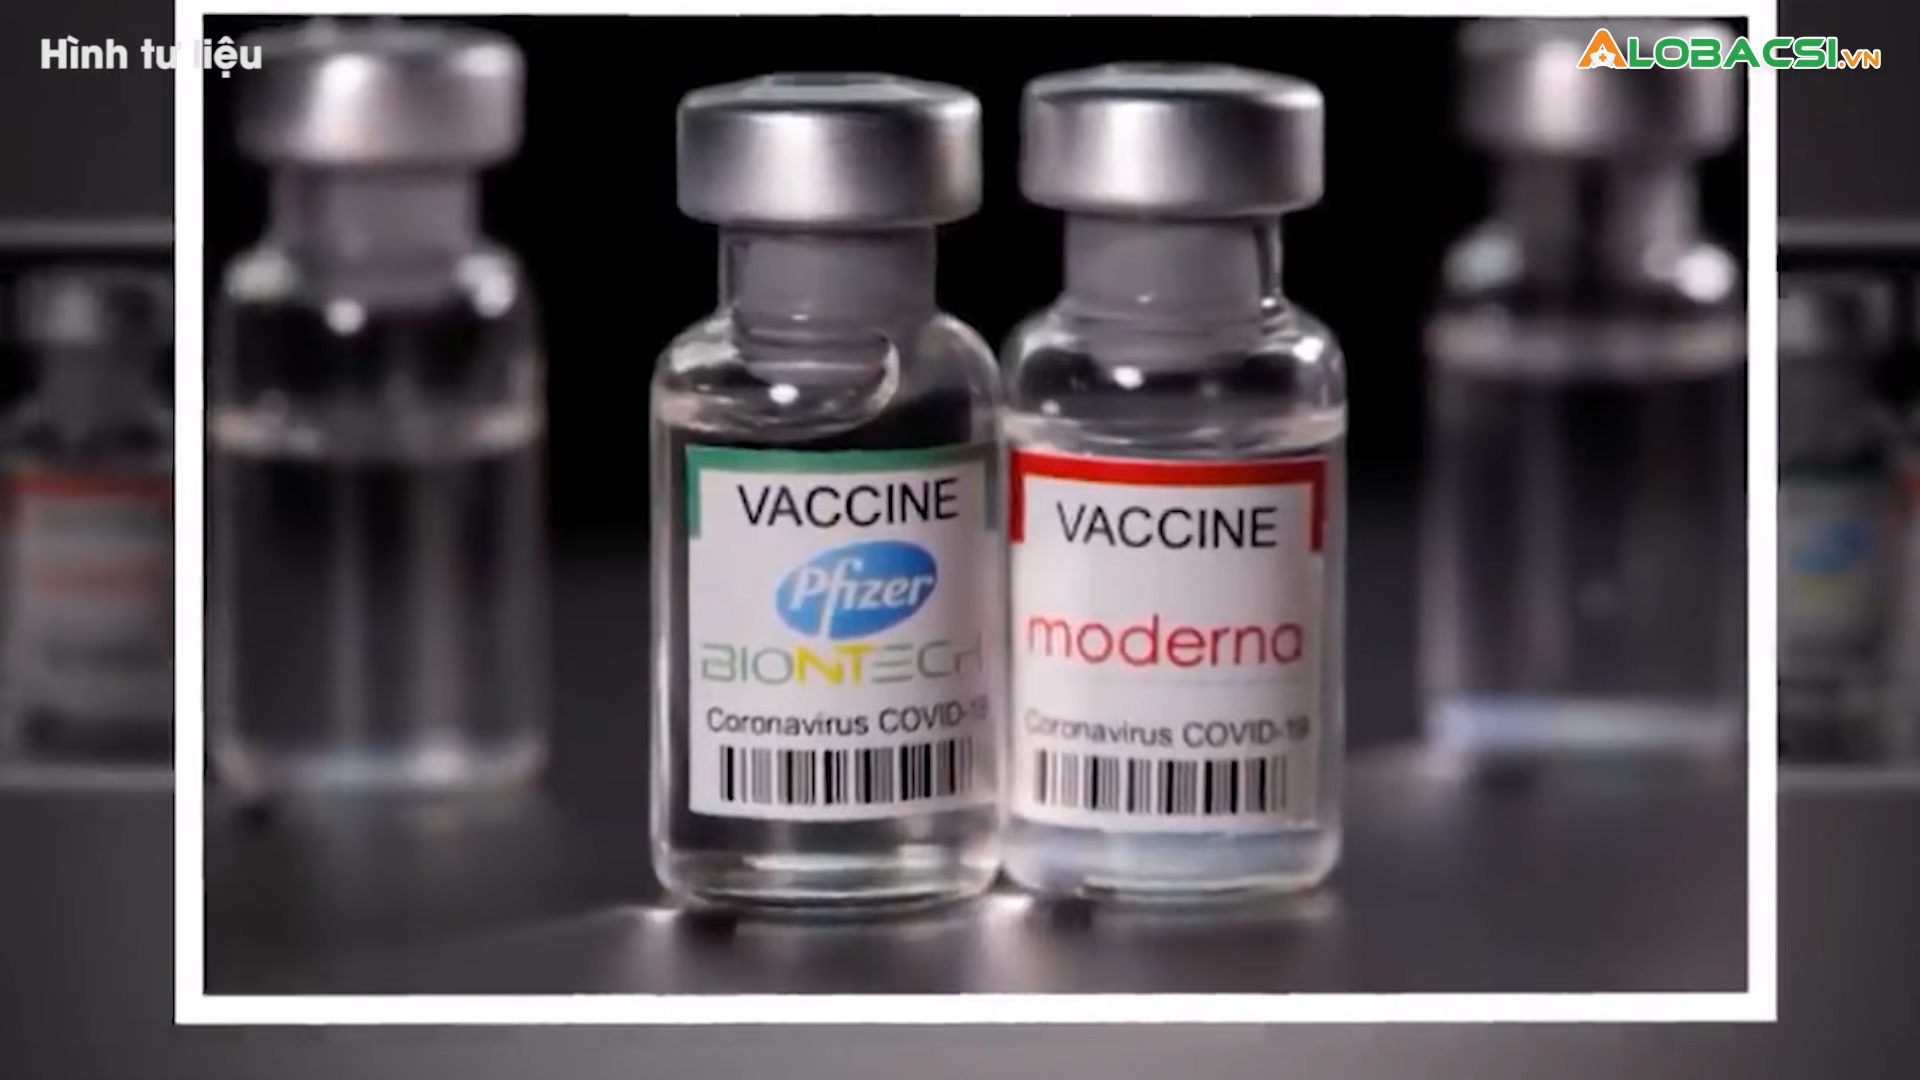 Hình tư liệu
ALOBACSI.VN
VACCINE
Pfizer
BIONTECH
Coronavirus COVID-19
VACCINE
moderna
Coronavirus COVID-19